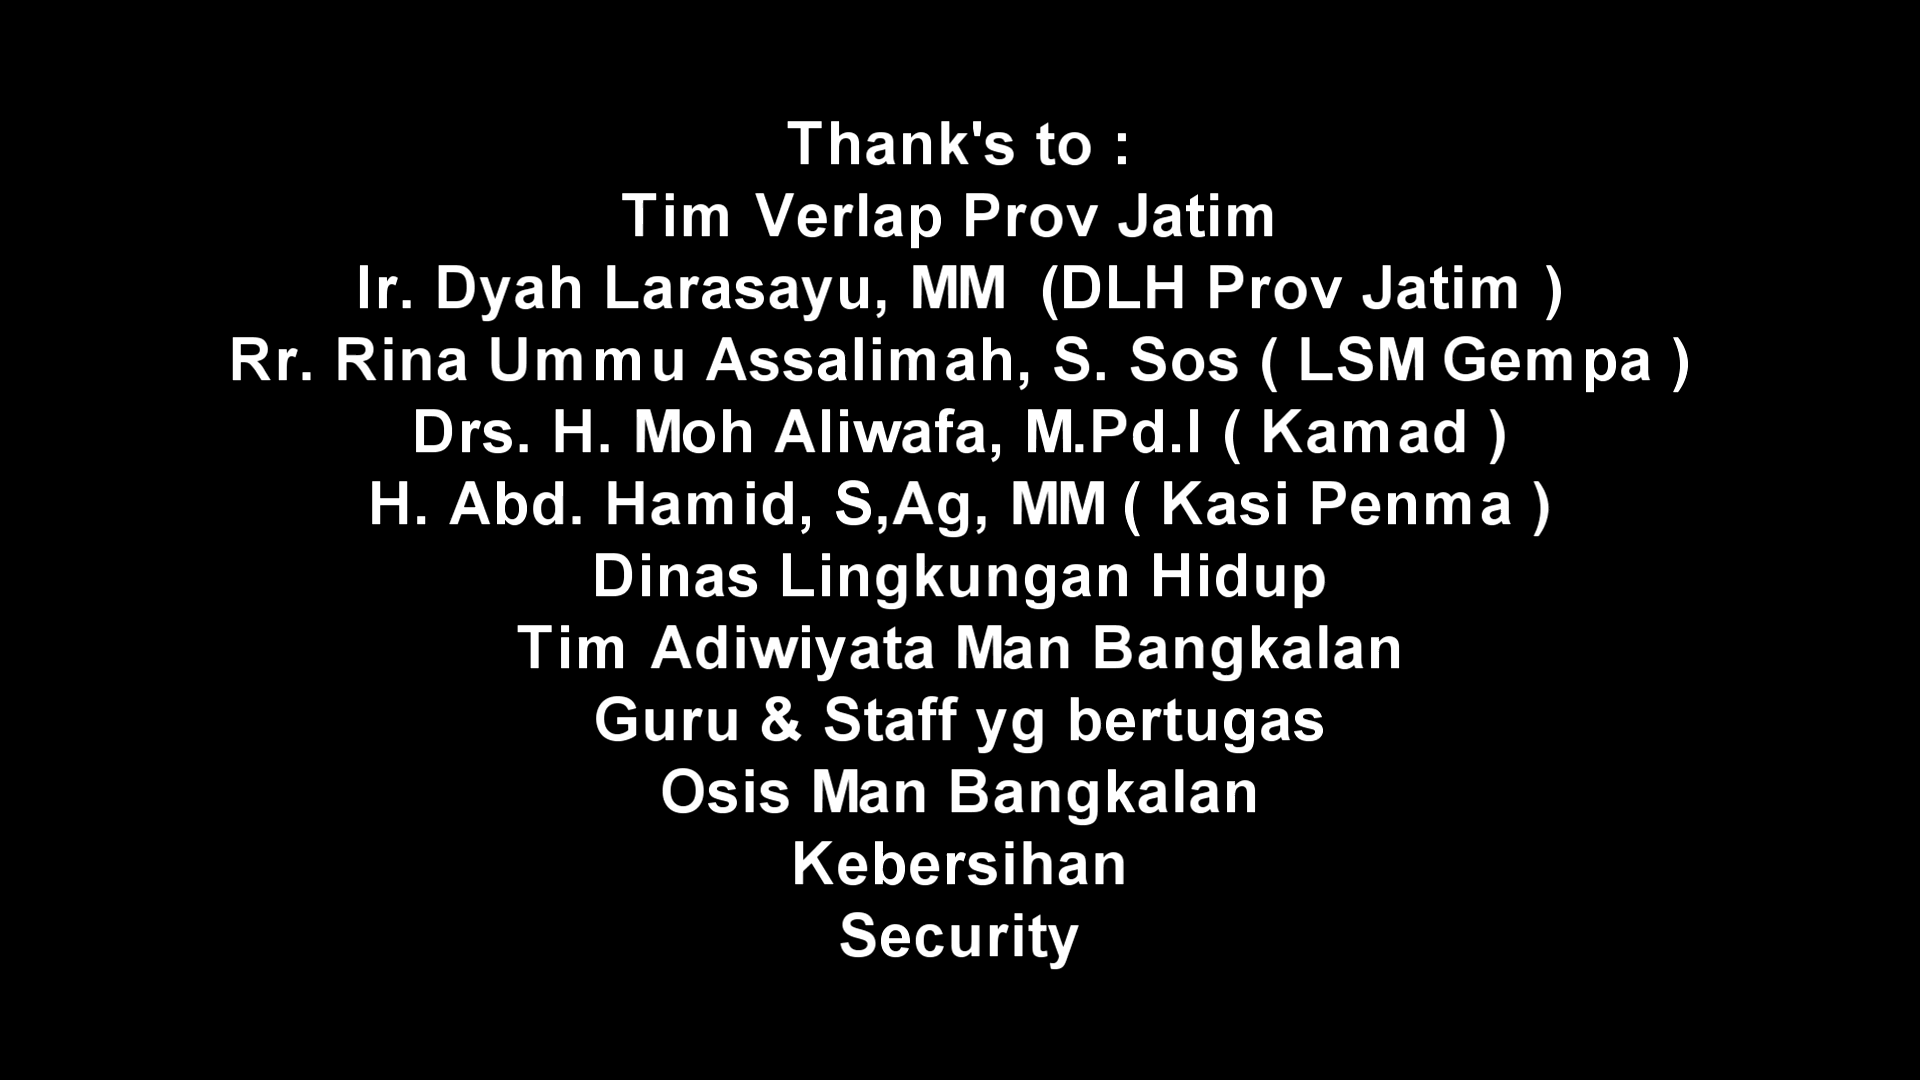 Thank's to :
Tim Verlap Prov Jatim
Ir. Dyah Larasayu, MM (DLH Prov Jatim )
Rr. Rina Ummu Assalimah, S. Sos ( LSM Gempa )
Drs. H. Moh Aliwafa, M.Pd.I ( Kamad )
H. Abd. Hamid, S,Ag, MM ( Kasi Penma )
Dinas Lingkungan Hidup
Tim Adiwiyata Man Bangkalan
Guru & Staff yg bertugas
Osis Man Bangkalan
Kebersihan
Security